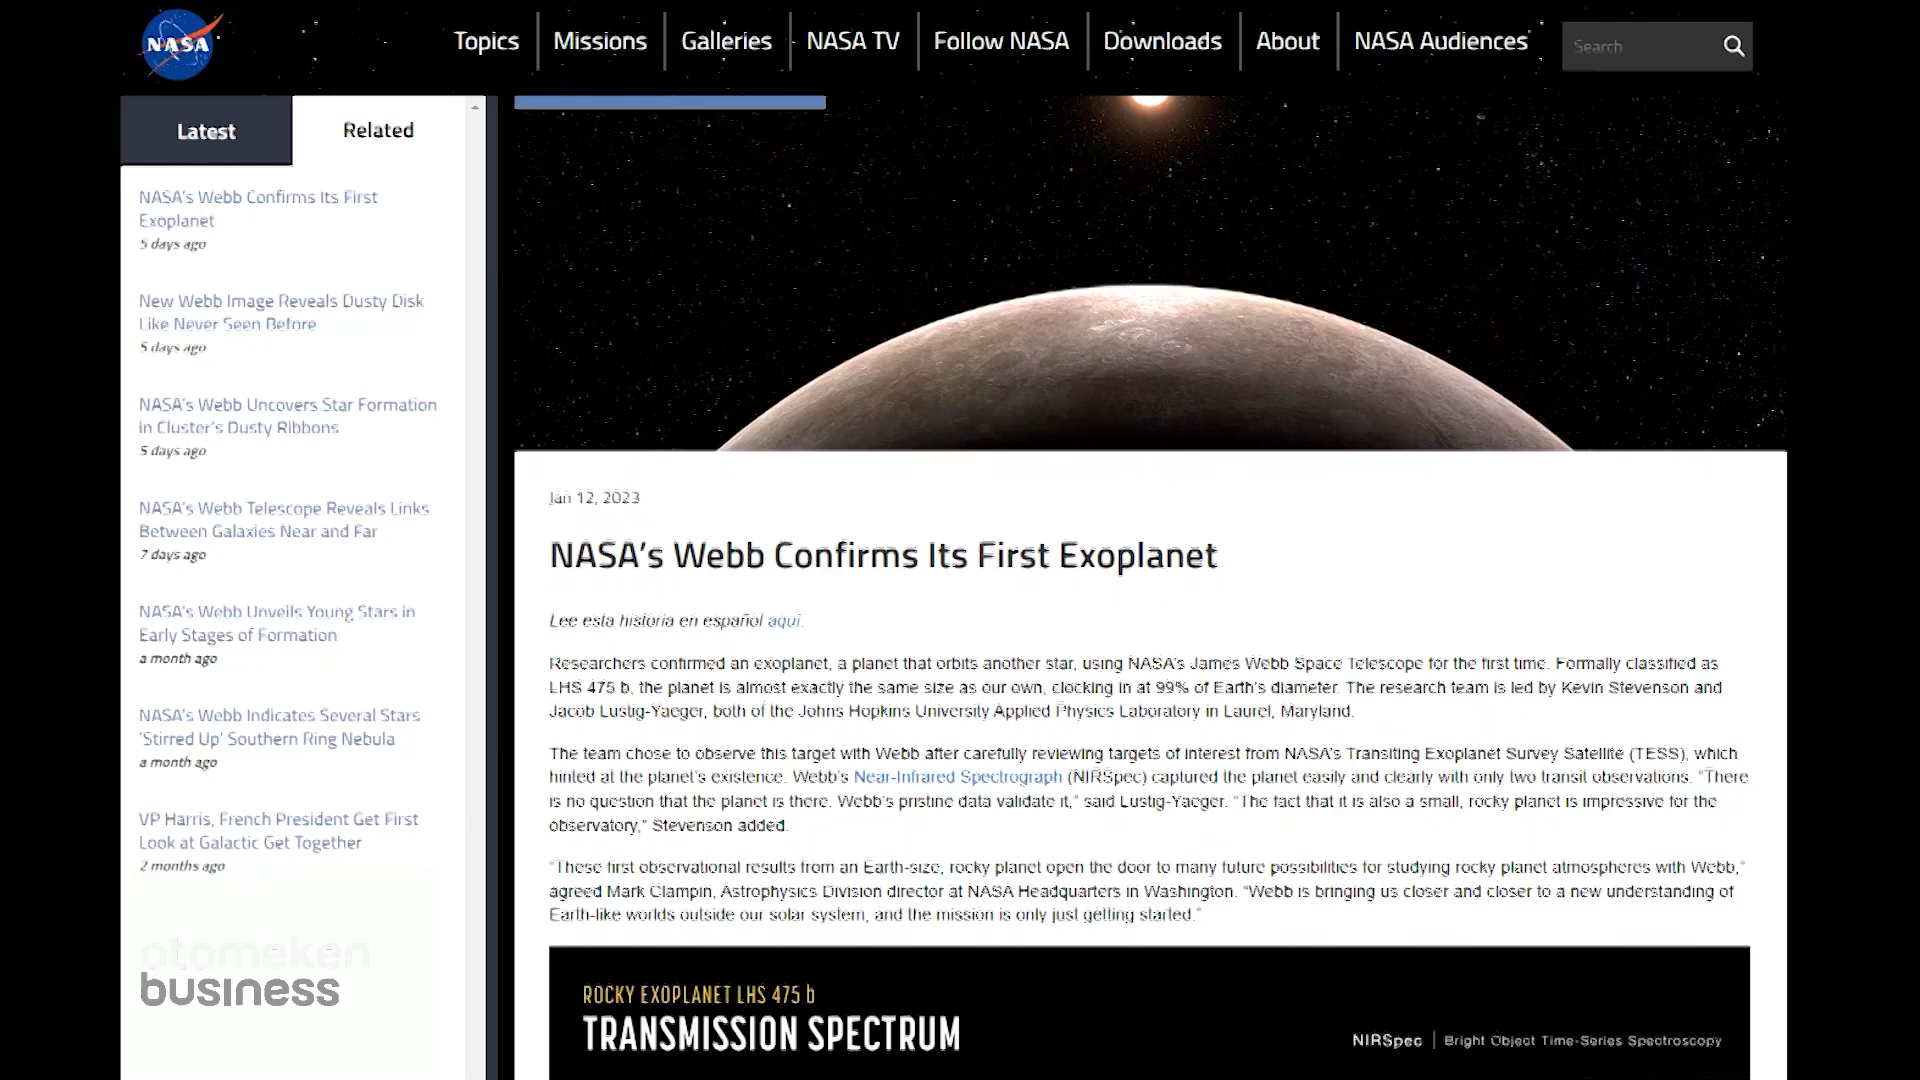 NASA
Topics
Missions
Galleries
NASA TV
Follow NASA
Downloads
About
NASA Audiences
Search
Latest
Related
NASA's Webb Confirms Its First
Exoplanet
5 days ago
New Webb Image Reveals Dusty Disk
Like Never Seen Before
5 days ago
NASA's Webb Uncovers Star Formation
in Cluster's Dusty Ribbons
5 days ago
NASA's Webb Telescope Reveals Links
Between Galaxies Near and Far
7 days ago
NASA's Webb Unveils Young Stars in
Early Stages of Formation
a month ago
NASA's Webb Indicates Several Stars
'Stirred Up' Southern Ring Nebula
a month ago
VP Harris, French President Get First
Look at Galactic Get Together
2 months ago
atameken
business
Jan 12, 2023
NASA's Webb Confirms Its First Exoplanet
Lee esta historia en español aquí.
Researchers confirmed an exoplanet, a planet that orbits another star, using NASA's James Webb Space Telescope for the first time. Formally classified as
LHS 475 b, the planet is almost exactly the same size as our own, clocking in at 99% of Earth's diameter. The research team is led by Kevin Stevenson and
Jacob Lustig-Yaeger, both of the Johns Hopkins University Applied Physics Laboratory in Laurel, Maryland.
The team chose to observe this target with Webb after carefully reviewing targets of interest from NASA's Transiting Exoplanet Survey Satellite (TESS), which
hinted at the planet's existence. Webb's Near-Infrared Spectrograph (NIRSpec) captured the planet easily and clearly with only two transit observations. "There
is no question that the planet is there. Webb's pristine data validate it," said Lustig-Yaeger. "The fact that it is also a small, rocky planet is impressive for the
observatory," Stevenson added.
"These first observational results from an Earth-size, rocky planet open the door to many future possibilities for studying rocky planet atmospheres with Webb,"
agreed Mark Clampin, Astrophysics Division director at NASA Headquarters in Washington. "Webb is bringing us closer and closer to a new understanding of
Earth-like worlds outside our solar system, and the mission is only just getting started."
ROCKY EXOPLANET LHS 475 b
TRANSMISSION SPECTRUM
NIRSpec | Bright Object Time-Series Spectroscopy